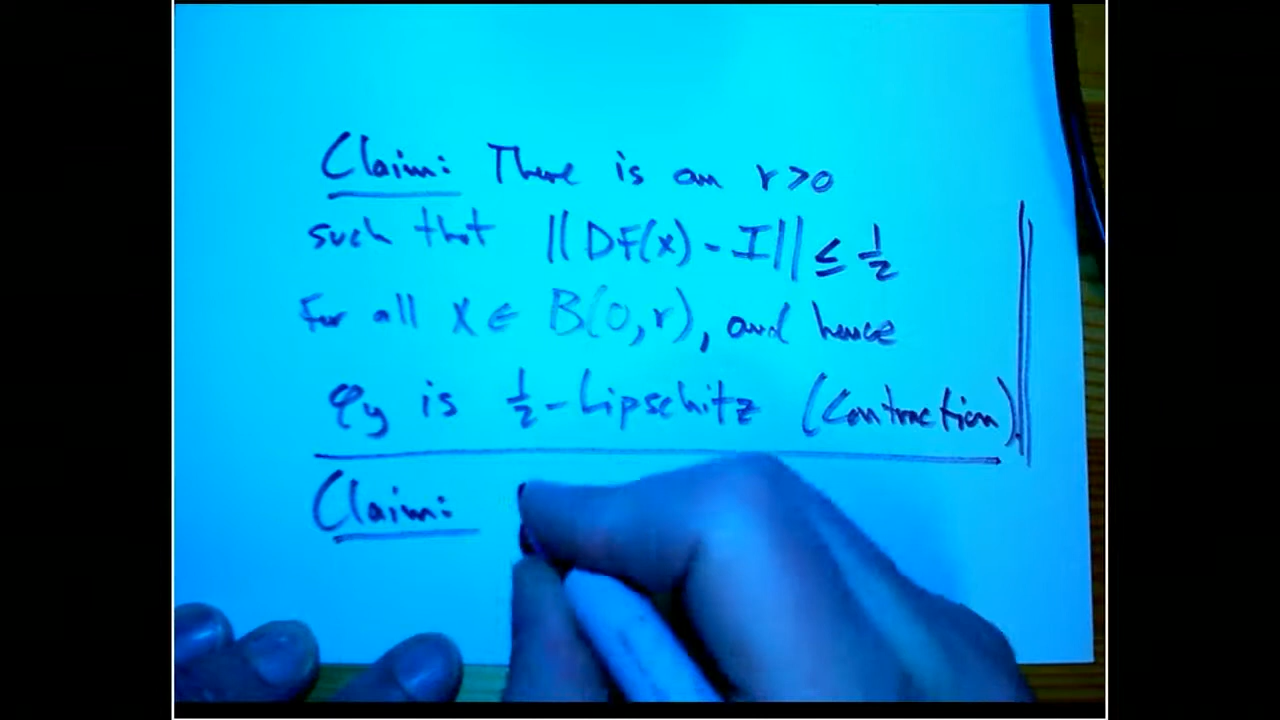 Claim: There is an r>0
such that ||DF(x) - I|| ≤ 1/2
For all x ∈ B(0,r), and hence
φy is 1/2-Lipschitz (Contraction).
Claim: